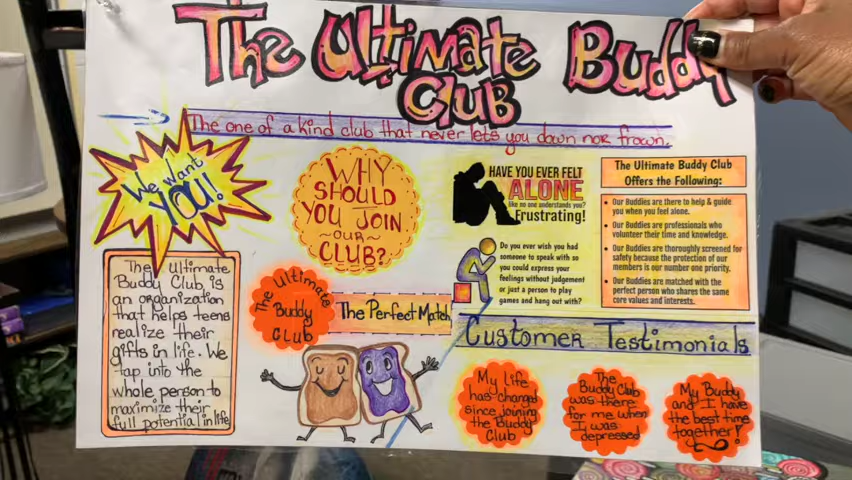 The Ultimate Buddy
Club
The one of a kind club that never lets you down nor frown.
We want
YOU!
WHY
SHOULD
YOU JOIN
~OUR~
CLUB?
HAVE YOU EVER FELT
ALONE
like no one understands you?
Frustrating!
Do you ever wish you had
someone to speak with so
you could express your
feelings without judgement
or just a person to play
games and hang out with?
The Ultimate Buddy Club
Offers the Following:
• Our Buddies are there to help & guide
you when you feel alone.
• Our Buddies are professionals who
volunteer their time and knowledge.
• Our Buddies are thoroughly screened for
safety because the protection of our
members is our number one priority.
• Our Buddies are matched with the
perfect person who shares the same
core values and interests.
The Ultimate
Buddy Club is
an organization
that helps teens
realize their
gifts in life. We
tap into the
whole person to
maximize their
full potential in life
The Ultimate
Buddy
Club
The Perfect Match
Customer Testimonials
My life
has changed
since joining
the Buddy
Club
The
Buddy Club
was there
for me when
I was
depressed
My Buddy
and I have
the best time
together!